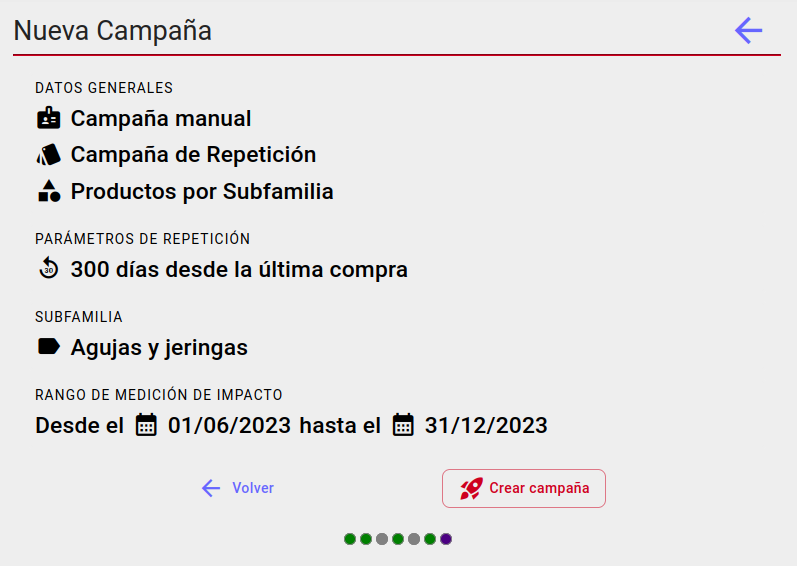 Nueva Campaña
DATOS GENERALES
Campaña manual
Campaña de Repetición
Productos por Subfamilia
PARÁMETROS DE REPETICIÓN
30
300 días desde la última compra
SUBFAMILIA
Agujas y jeringas
RANGO DE MEDICIÓN DE IMPACTO
Desde el 01/06/2023 hasta el 31/12/2023
Volver
Crear campaña